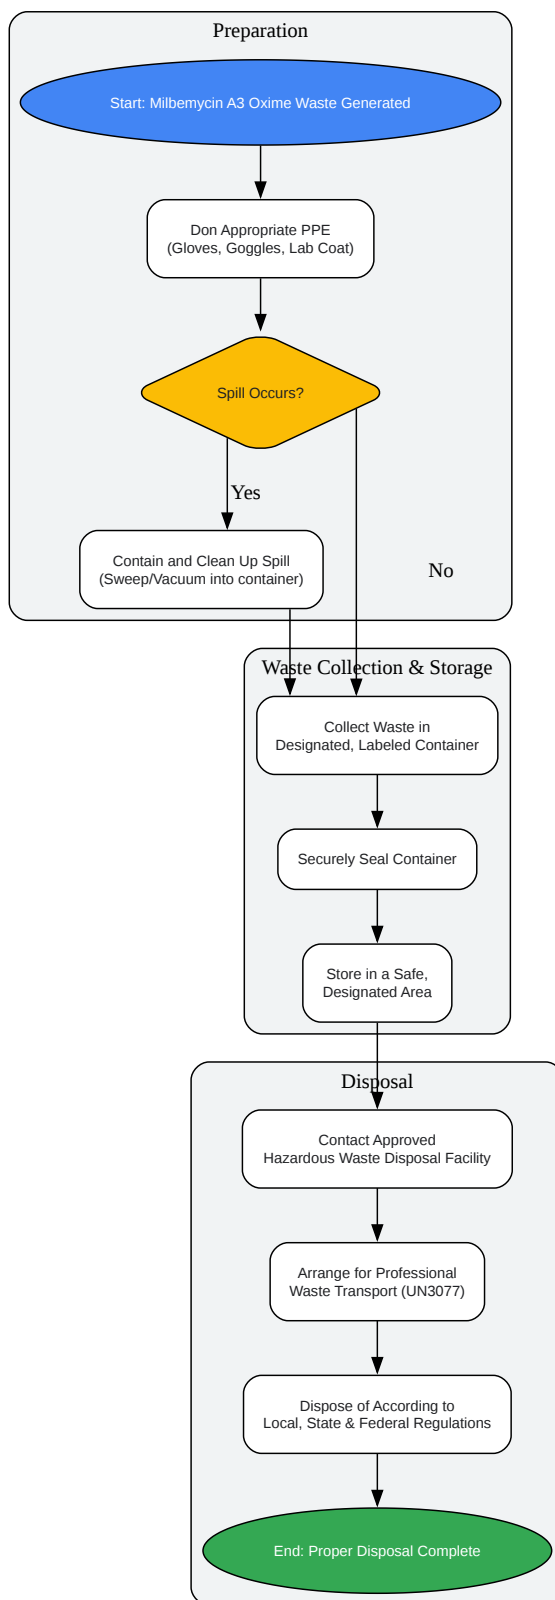 Preparation
Start: Milbemycin A3 Oxime Waste Generated
Don Appropriate PPE
(Gloves, Goggles, Lab Coat)
Spill Occurs?
Yes
Contain and Clean Up Spill
(Sweep/Vacuum into container)
No
Waste Collection & Storage
Collect Waste in
Designated, Labeled Container
Securely Seal Container
Store in a Safe,
Designated Area
Disposal
Contact Approved
Hazardous Waste Disposal Facility
Arrange for Professional
Waste Transport (UN3077)
Dispose of According to
Local, State & Federal Regulations
End: Proper Disposal Complete